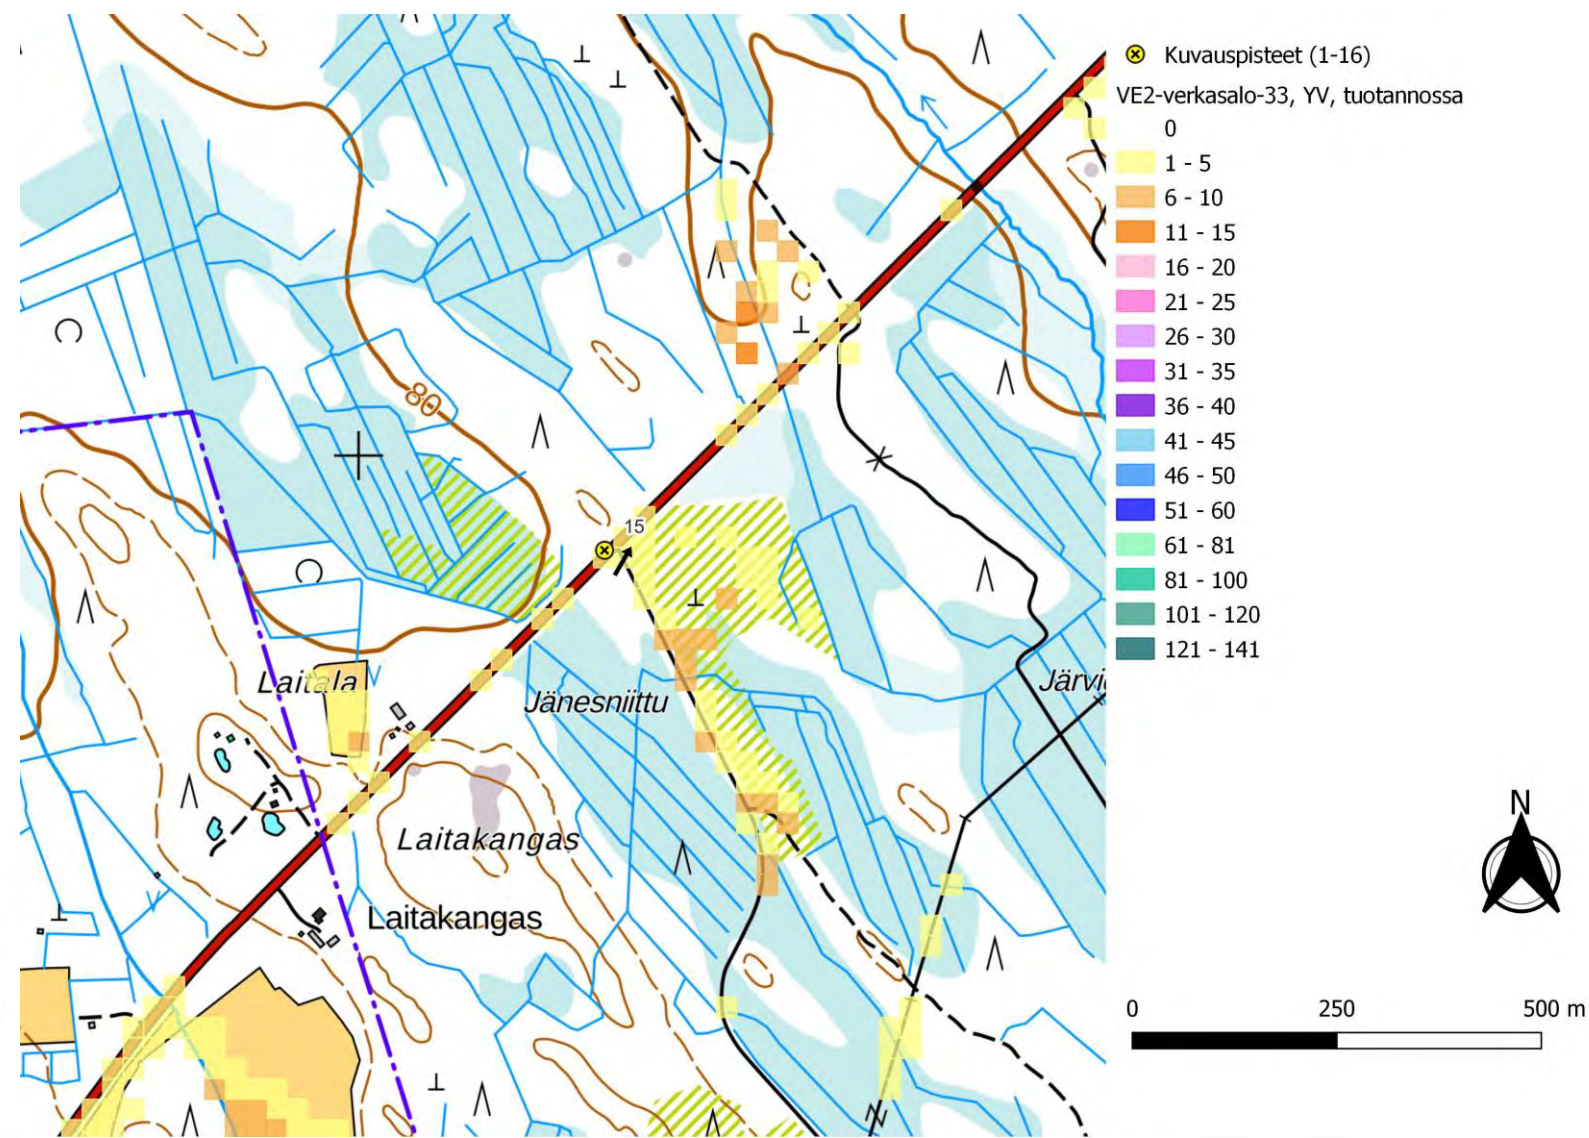 Kuvauspisteet (1-16)
VE2-verkasalo-33, YV, tuotannossa
0
1 - 5
6 - 10
11 - 15
16 - 20
21 - 25
26 - 30
31 - 35
36 - 40
41 - 45
46 - 50
51 - 60
61 - 81
81 - 100
101 - 120
121 - 141
80
15
Laitala
Jänesniittu
Järvi
Laitakangas
Laitakangas
N
0 250 500 m